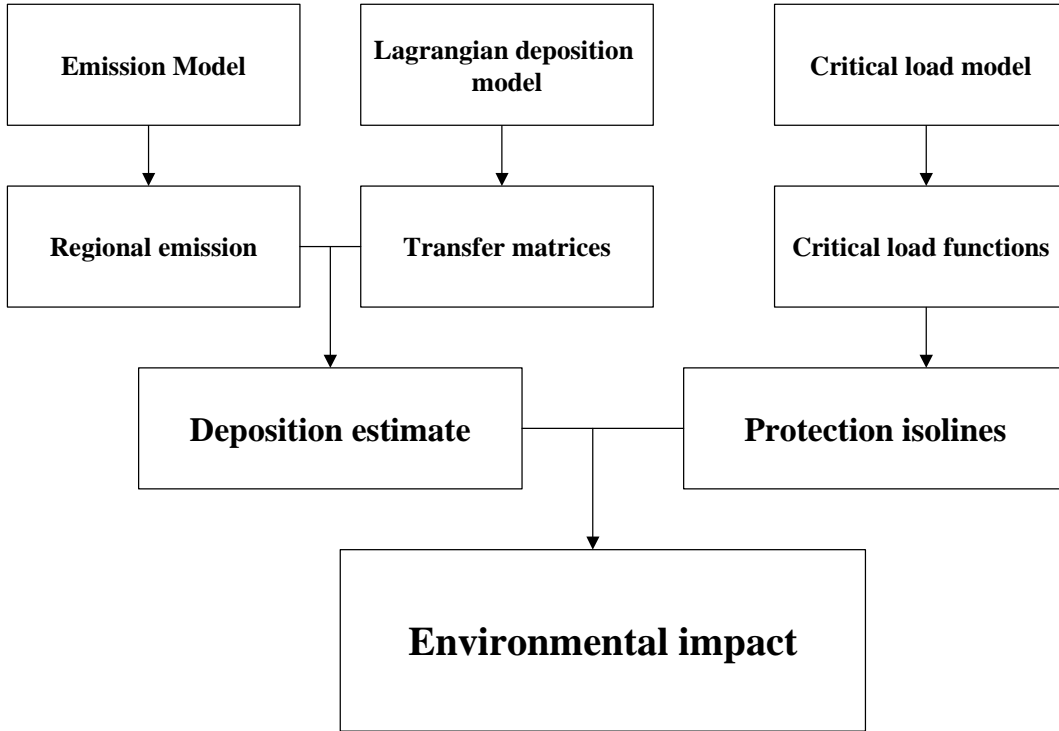 Emission Model
Lagrangian deposition
model
Critical load model
Regional emission
Transfer matrices
Critical load functions
Deposition estimate
Protection isolines
Environmental impact